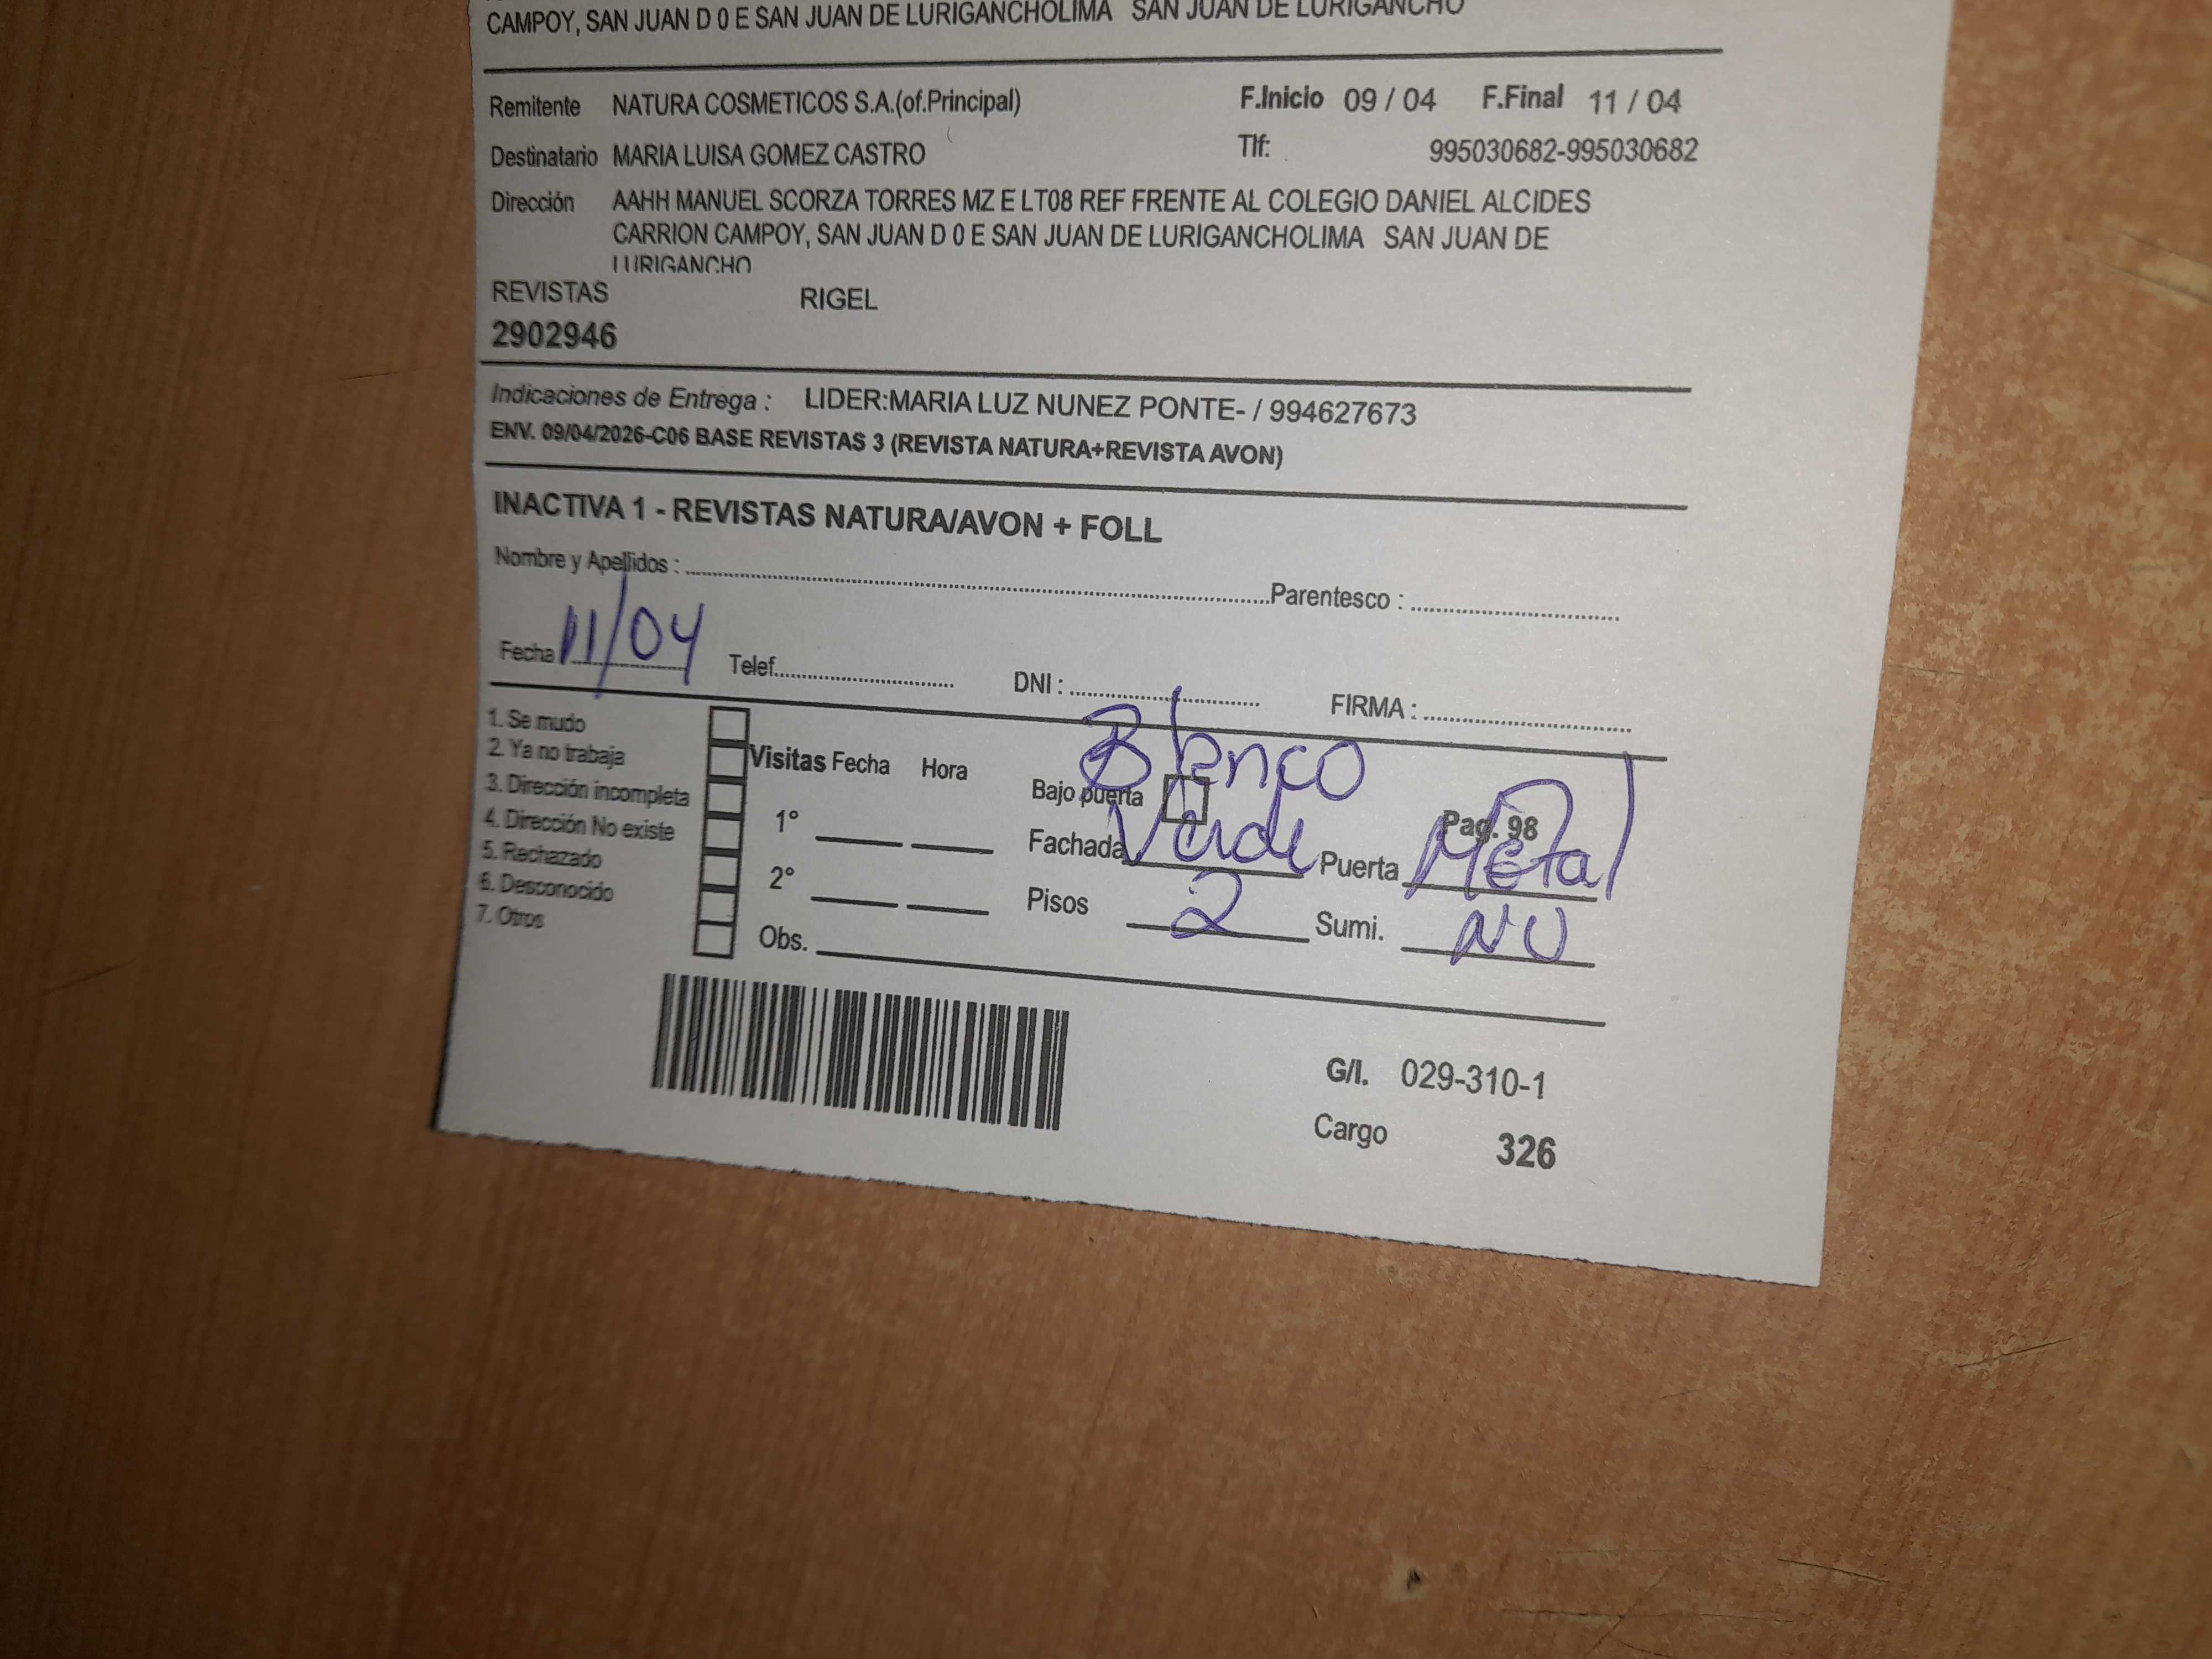 CAMPOY, SAN JUAN D 0 E SAN JUAN DE LURIGANCHOLIMA SAN JUAN DE LURIGANCHO
Remitente NATURA COSMETICOS S.A.(of.Principal) F.Inicio 09 / 04 F.Final 11 / 04
Destinatario MARIA LUISA GOMEZ CASTRO Tlf: 995030682-995030682
Dirección AAHH MANUEL SCORZA TORRES MZ E LT08 REF FRENTE AL COLEGIO DANIEL ALCIDES
CARRION CAMPOY, SAN JUAN D 0 E SAN JUAN DE LURIGANCHOLIMA SAN JUAN DE
LURIGANCHO
REVISTAS RIGEL
2902946
Indicaciones de Entrega : LIDER:MARIA LUZ NUNEZ PONTE- / 994627673
ENV. 09/04/2026-C06 BASE REVISTAS 3 (REVISTA NATURA+REVISTA AVON)
INACTIVA 1 - REVISTAS NATURA/AVON + FOLL
Nombre y Apellidos : Parentesco :
Fecha 11/04 Telef. DNI : FIRMA :
1. Se mudo
2. Ya no trabaja
3. Dirección incompleta
4. Dirección No existe
5. Rechazado
6. Desconocido
7. Otros
Visitas Fecha Hora
1°
2°
Obs.
Blanco
Bajo puerta Pag. 98
Fachada Verde Puerta Metal
Pisos 2 Sumi. NO
G/I. 029-310-1
Cargo 326